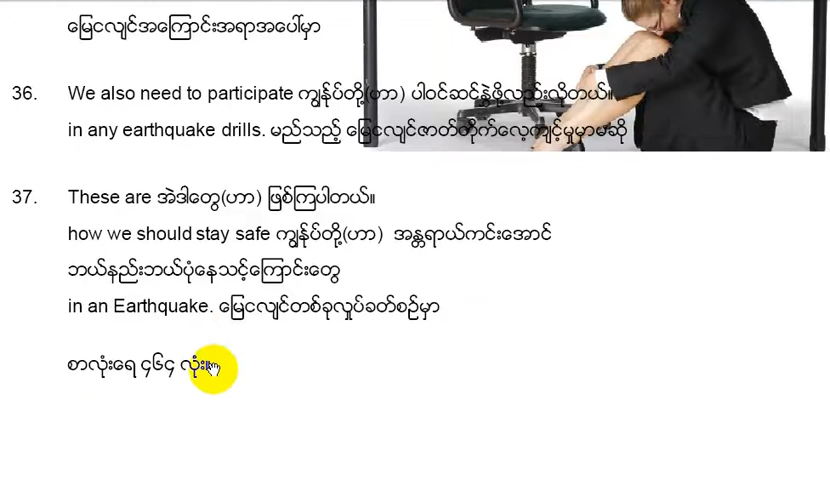 မြေငလျင်အကြောင်းအရာအပေါ်မှာ
36. We also need to participate ကျွန်ုပ်တို့(ဟာ) ပါဝင်ဆင်နွှဲဖို့လည်းလိုတယ်။
in any earthquake drills. မည်သည့် မြေငလျင်ဇာတ်တိုက်လေ့ကျင့်မှုမှာမဆို
37. These are အဲဒါတွေ(ဟာ) ဖြစ်ကြပါတယ်။
how we should stay safe ကျွန်ုပ်တို့(ဟာ) အန္တရာယ်ကင်းအောင်
ဘယ်နည်းဘယ်ပုံနေသင့်ကြောင်းတွေ
in an Earthquake. မြေငလျင်တစ်ခုလှုပ်ခတ်စဉ်မှာ
စာလုံးရေ ၄၆၄ လုံး။